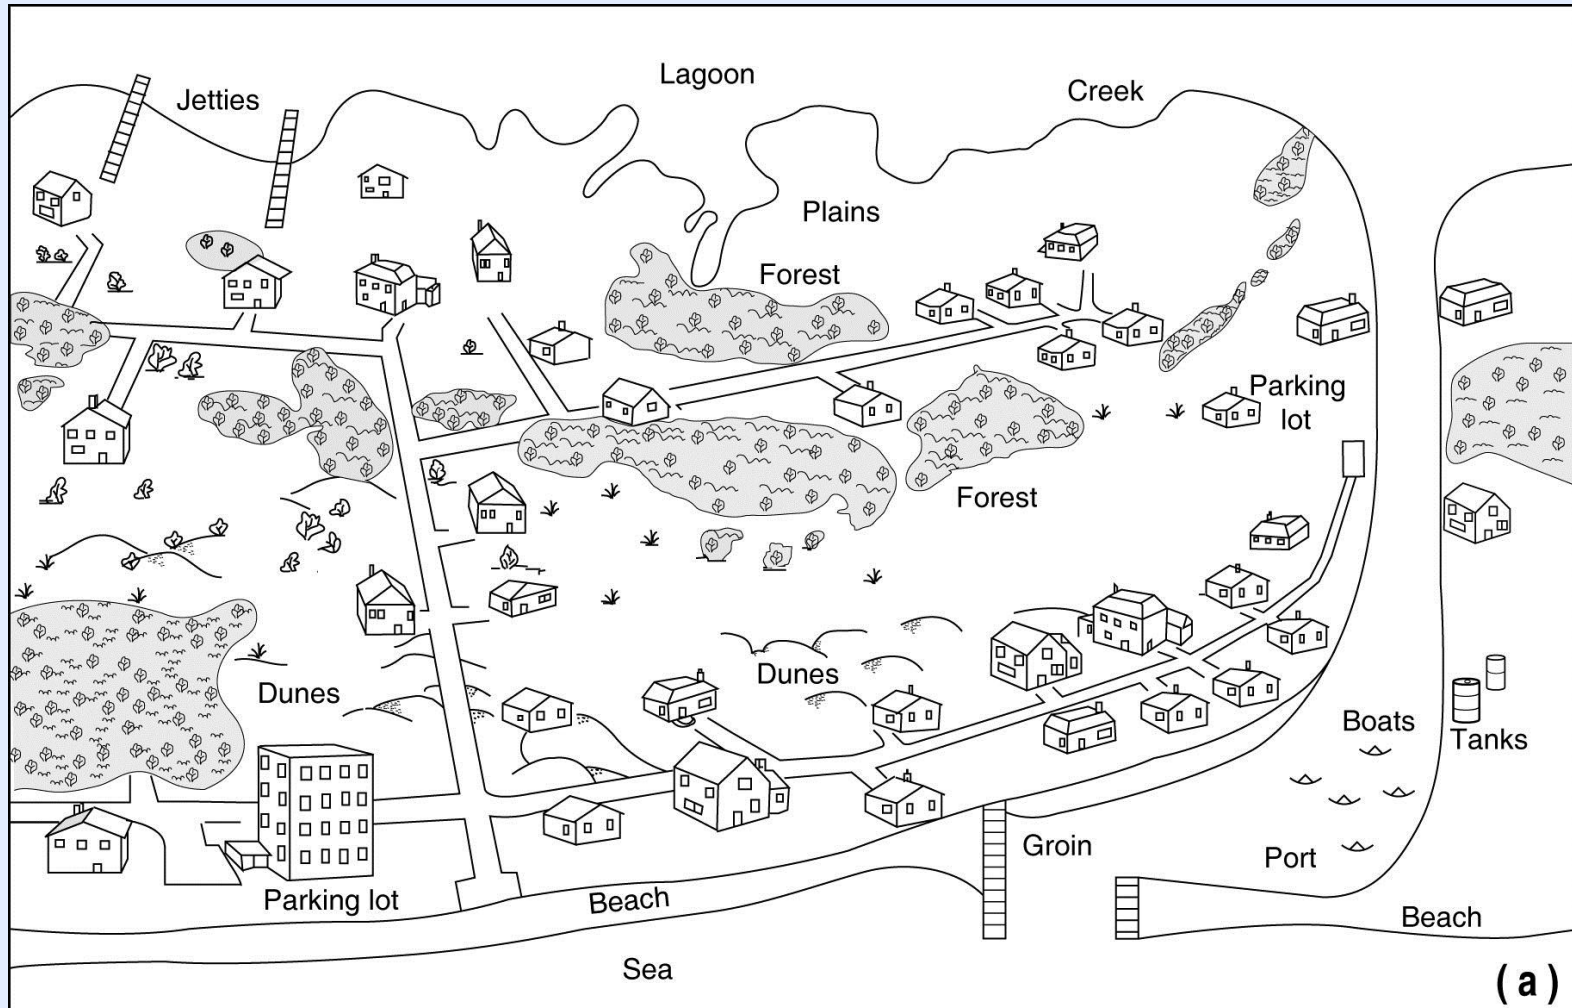 Lagoon
Jetties
Creek
Plains
Forest
Parking
lot
Forest
Dunes
Dunes
Boats
Tanks
Groin
Port
Parking lot
Beach
Beach
Sea
( a )